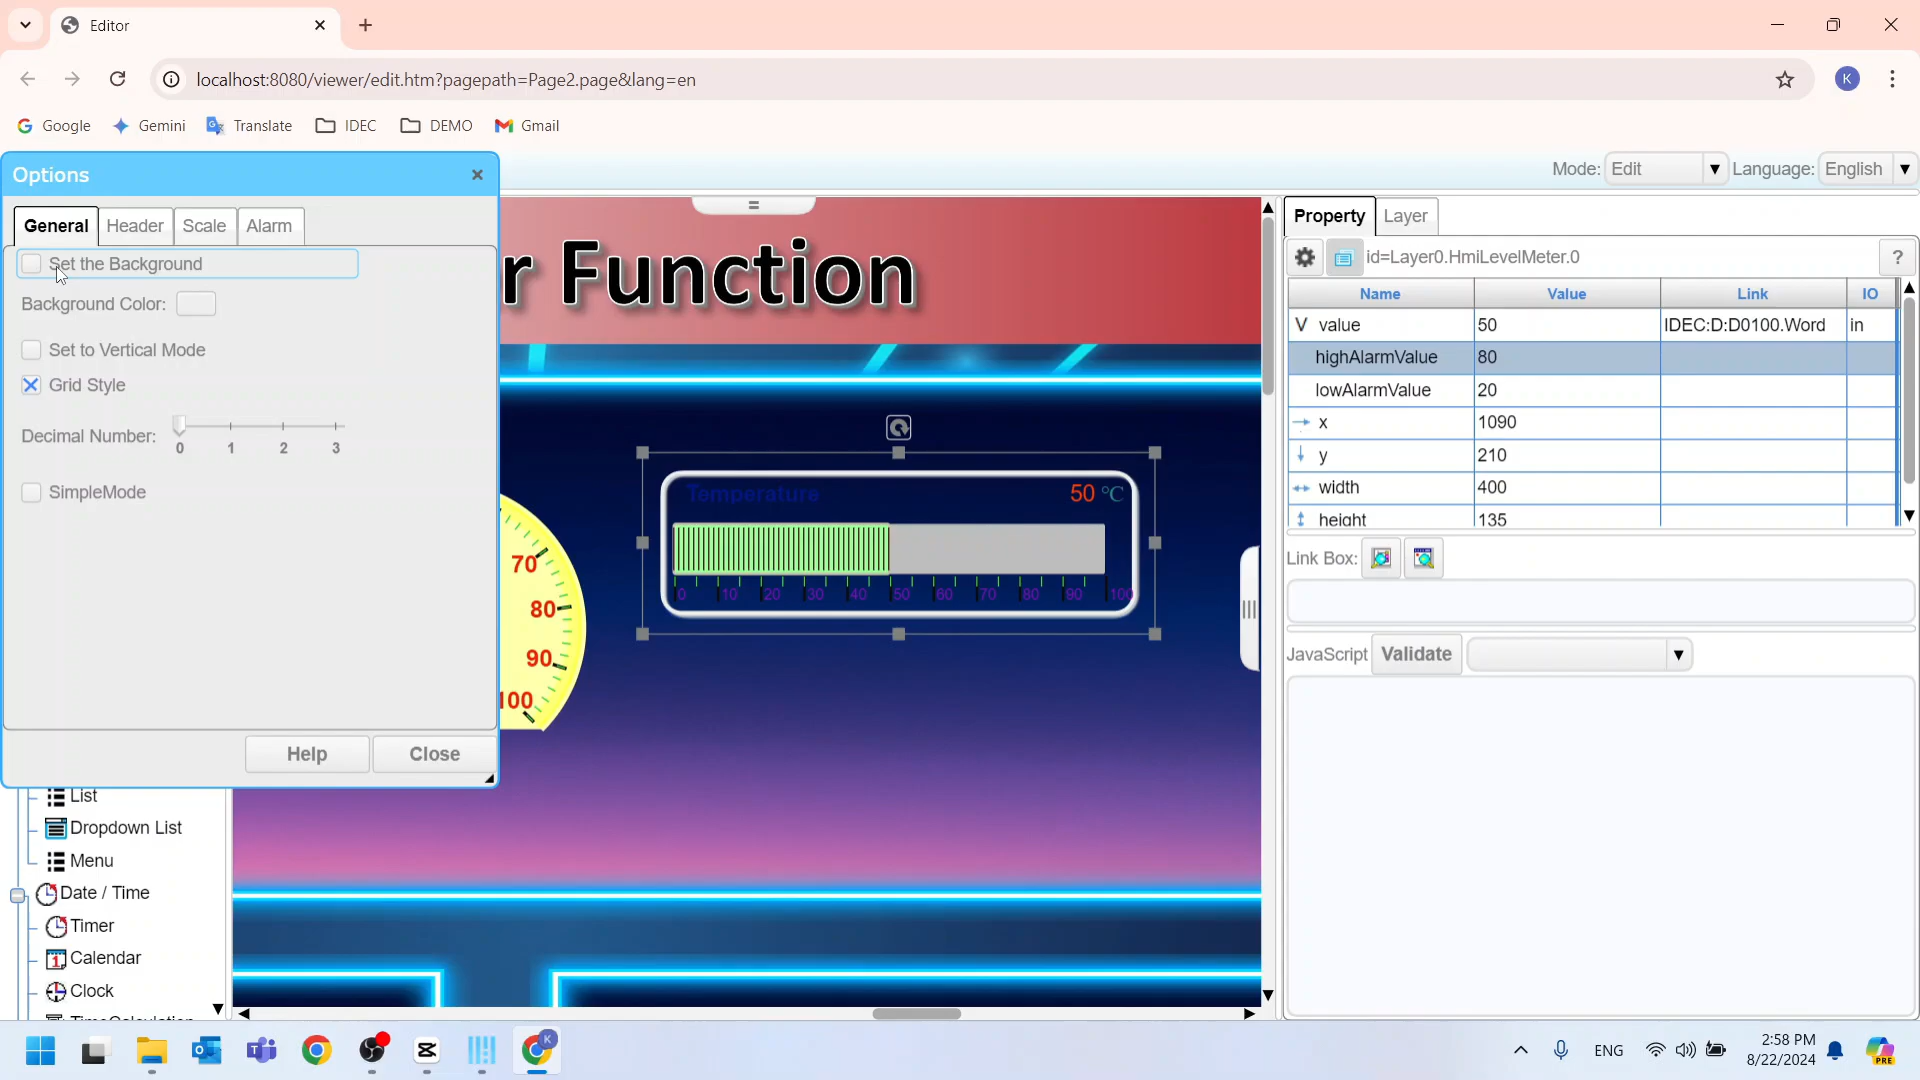 Editor
localhost:8080/viewer/edit.htm?pagepath=Page2.page&lang=en
K
Google
Gemini
Translate
IDEC
DEMO
Gmail
Options
Mode: Edit
Language: English
General
Header
Scale
Alarm
Set the Background
Background Color:
Set to Vertical Mode
Grid Style
Decimal Number:
0 1 2 3
SimpleMode
Help
Close
r Function
Temperature
50 °C
0 10 20 30 40 50 60 70 80 90 100
70
80
90
100
Property
Layer
id=Layer0.HmiLevelMeter.0
?
Name Value Link IO
V value 50 IDEC:D:D0100.Word in
highAlarmValue 80
lowAlarmValue 20
x 1090
y 210
width 400
height 135
Link Box:
JavaScript
Validate
List
Dropdown List
Menu
Date / Time
Timer
Calendar
Clock
TimeCalculation
ENG
2:58 PM
8/22/2024
PRE